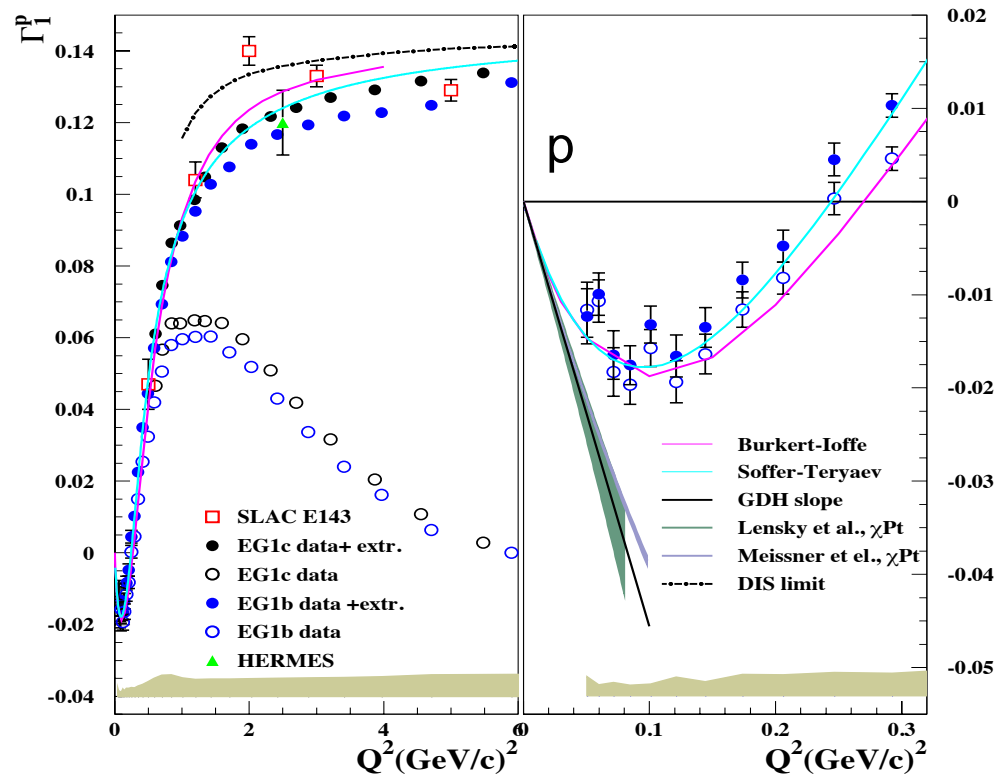 Γ₁ᵖ
0.14
0.12
0.1
0.08
0.06
0.04
0.02
0
-0.02
-0.04
SLAC E143
EG1c data+ extr.
EG1c data
EG1b data +extr.
EG1b data
HERMES
0 2 4 6
Q²(GeV/c)²
p
Burkert-Ioffe
Soffer-Teryaev
GDH slope
Lensky et al., χPt
Meissner et el., χPt
DIS limit
0.02
0.01
0
-0.01
-0.02
-0.03
-0.04
-0.05
0 0.1 0.2 0.3
Q²(GeV/c)²